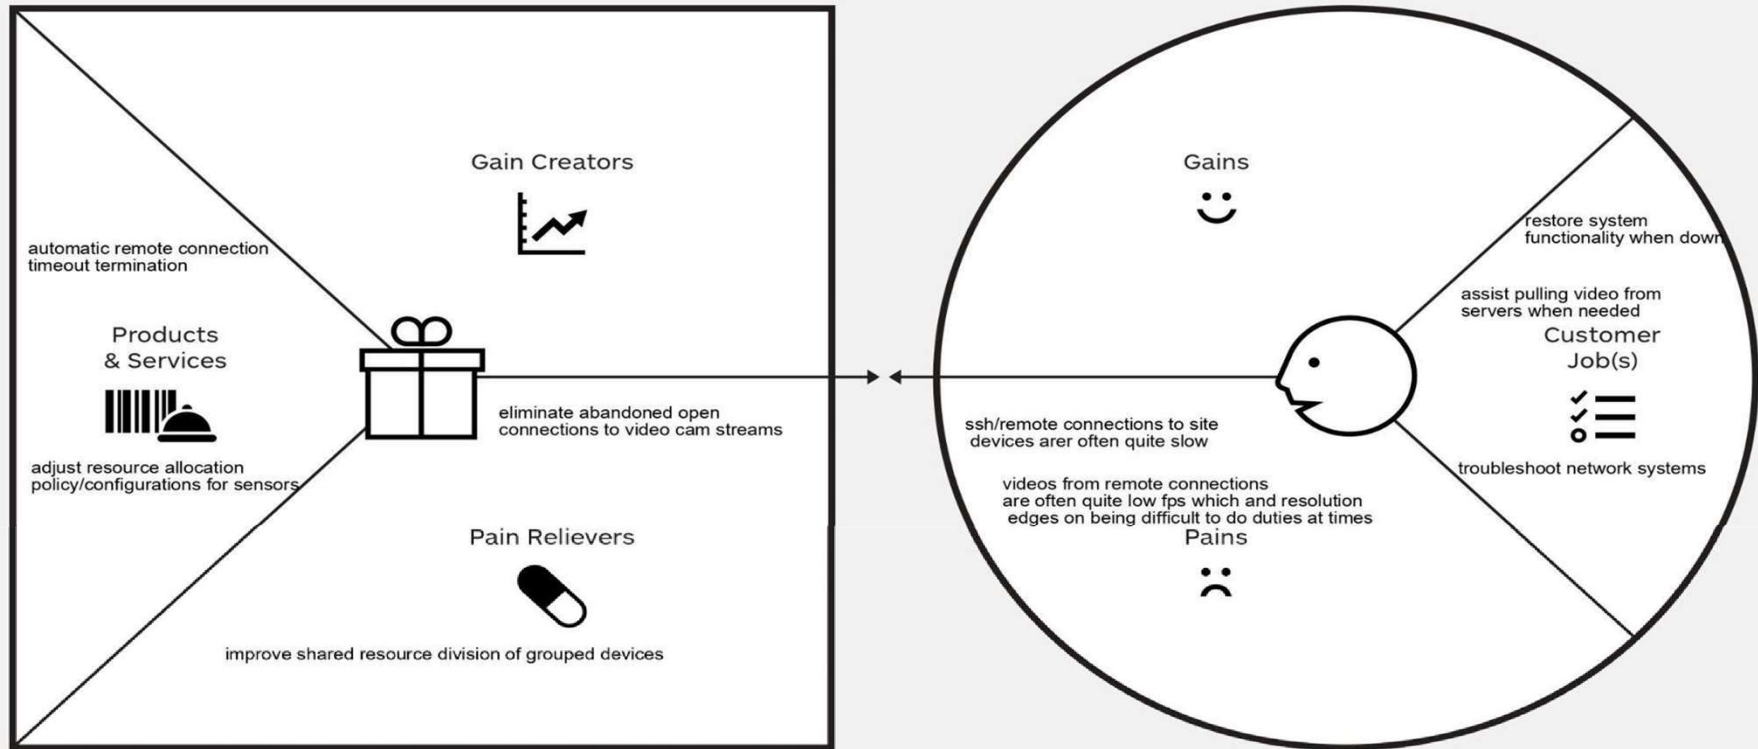 Gain Creators
automatic remote connection
timeout termination
Products
& Services
adjust resource allocation
policy/configurations for sensors
eliminate abandoned open
connections to video cam streams
Pain Relievers
improve shared resource division of grouped devices
Gains
restore system
functionality when down
assist pulling video from
servers when needed
Customer
Job(s)
troubleshoot network systems
ssh/remote connections to site
devices arer often quite slow
videos from remote connections
are often quite low fps which and resolution
edges on being difficult to do duties at times
Pains